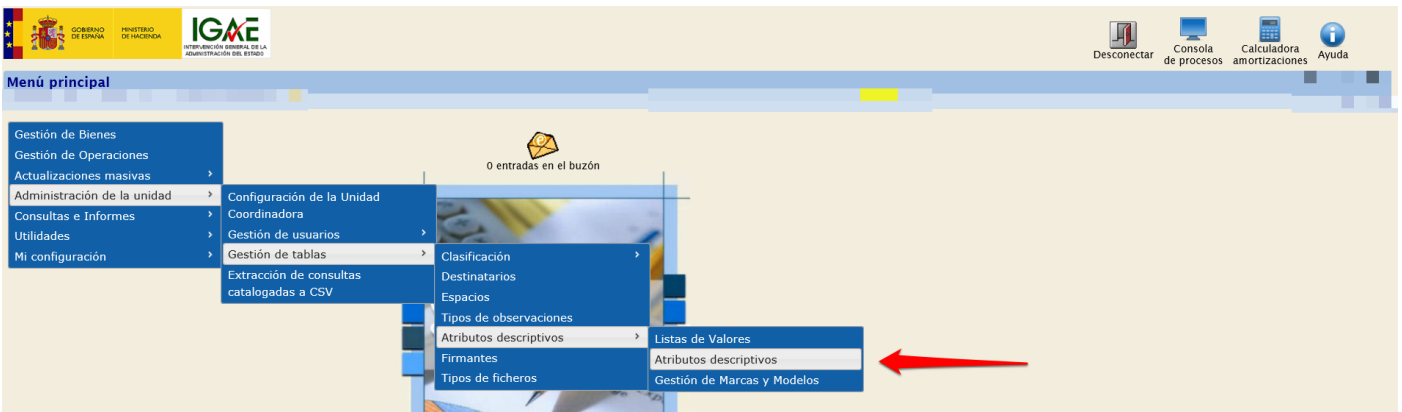 GOBIERNO
DE ESPAÑA
MINISTERIO
DE HACIENDA
IGAE
INTERVENCIÓN GENERAL DE LA
ADMINISTRACIÓN DEL ESTADO
Desconectar
Consola
de procesos
Calculadora
amortizaciones
Ayuda
Menú principal
0 entradas en el buzón
Gestión de Bienes
Gestión de Operaciones
Actualizaciones masivas
Administración de la unidad
Consultas e Informes
Utilidades
Mi configuración
Configuración de la Unidad
Coordinadora
Gestión de usuarios
Gestión de tablas
Extracción de consultas
catalogadas a CSV
Clasificación
Destinatarios
Espacios
Tipos de observaciones
Atributos descriptivos
Firmantes
Tipos de ficheros
Listas de Valores
Atributos descriptivos
Gestión de Marcas y Modelos